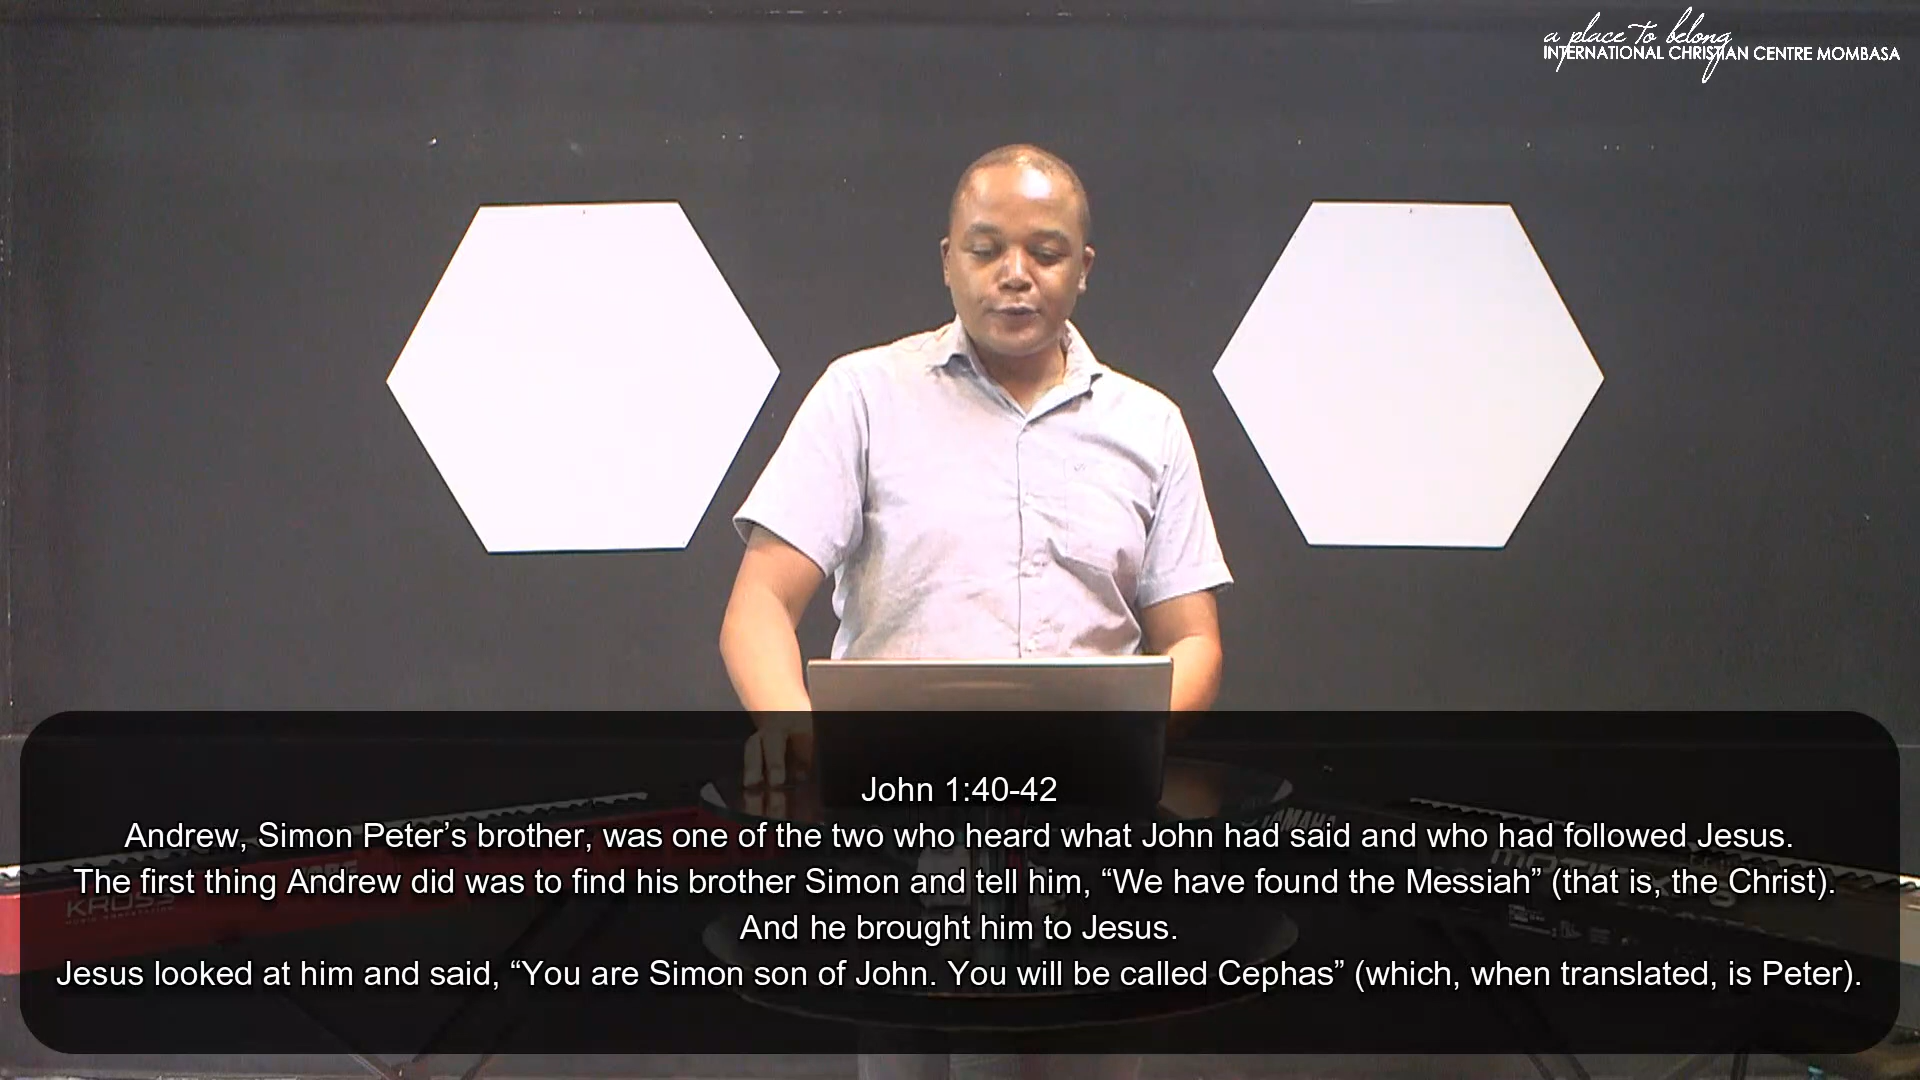 a place to belong
INTERNATIONAL CHRISTIAN CENTRE MOMBASA
John 1:40-42
Andrew, Simon Peter’s brother, was one of the two who heard what John had said and who had followed Jesus.
The first thing Andrew did was to find his brother Simon and tell him, “We have found the Messiah” (that is, the Christ).
And he brought him to Jesus.
Jesus looked at him and said, “You are Simon son of John. You will be called Cephas” (which, when translated, is Peter).
KROSS
YAMAHA